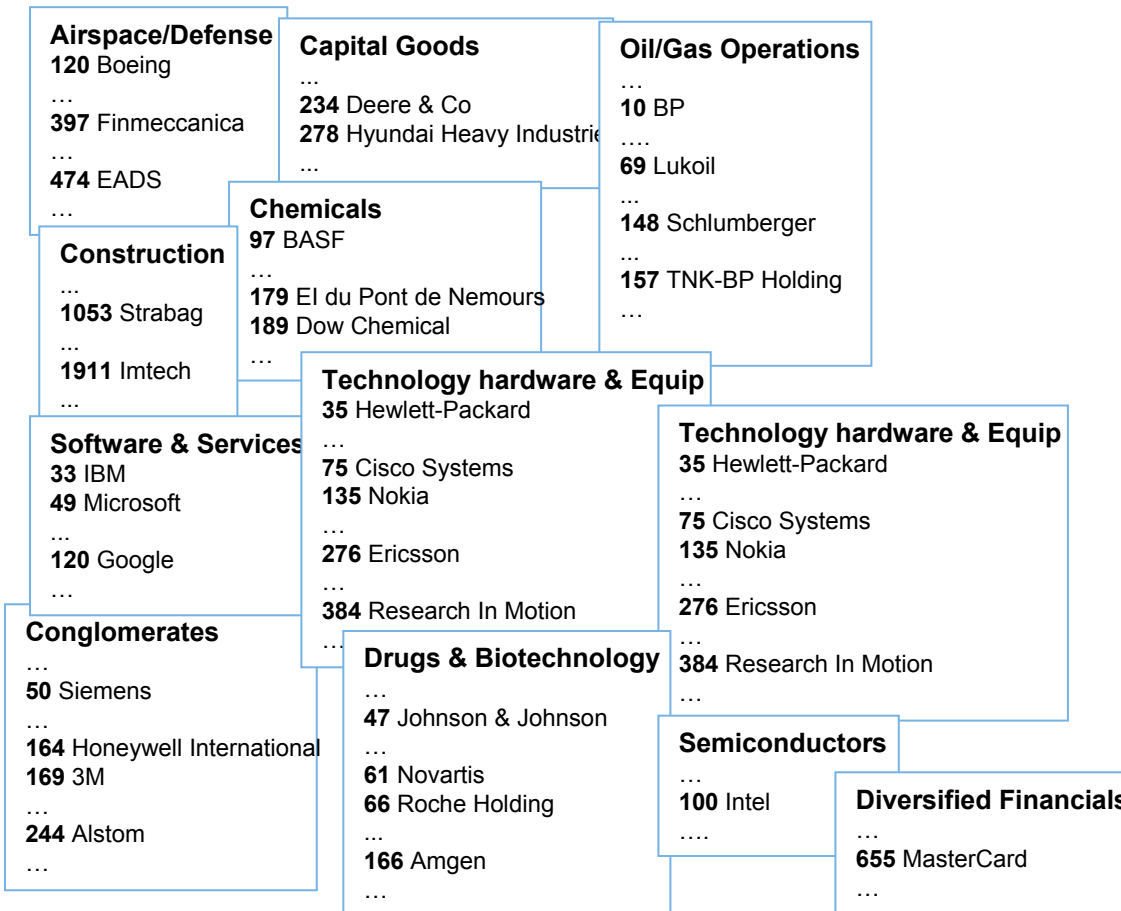 Airspace/Defense
120 Boeing
…
397 Finmeccanica
…
474 EADS
…
Capital Goods
...
234 Deere & Co
278 Hyundai Heavy Industrie
...
Oil/Gas Operations
…
10 BP
….
69 Lukoil
...
148 Schlumberger
...
157 TNK-BP Holding
…
Chemicals
97 BASF
…
179 EI du Pont de Nemours
189 Dow Chemical
…
Construction
...
1053 Strabag
...
1911 Imtech
...
Technology hardware & Equip
35 Hewlett-Packard
…
75 Cisco Systems
135 Nokia
…
276 Ericsson
…
384 Research In Motion
…
Technology hardware & Equip
35 Hewlett-Packard
…
75 Cisco Systems
135 Nokia
…
276 Ericsson
…
384 Research In Motion
…
Software & Services
33 IBM
49 Microsoft
...
120 Google
…
Conglomerates
…
50 Siemens
…
164 Honeywell International
169 3M
…
244 Alstom
…
Drugs & Biotechnology
…
47 Johnson & Johnson
…
61 Novartis
66 Roche Holding
...
166 Amgen
…
Semiconductors
…
100 Intel
….
Diversified Financials
…
655 MasterCard
…